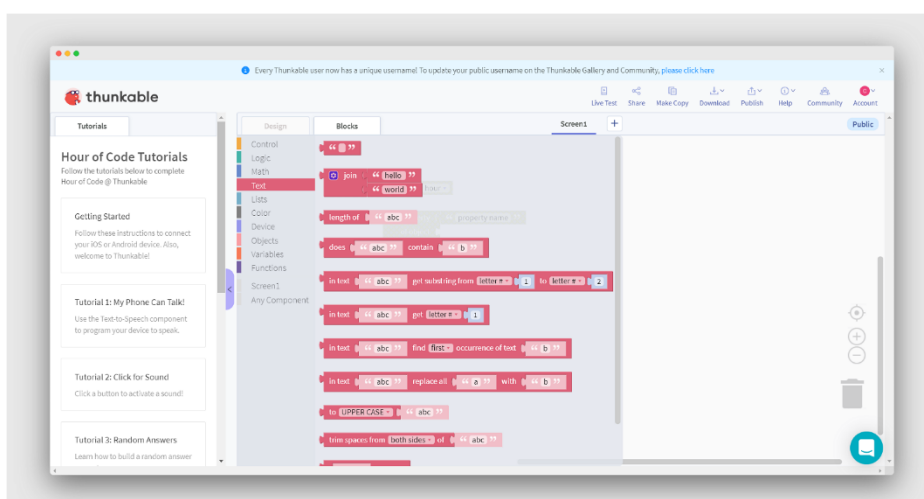 Every Thunkable user now has a unique username! To update your public username on the Thunkable Gallery and Community, please click here
thunkable
Live Test Share Make Copy Download Publish Help Community Account
Tutorials
Design Blocks Screen1 + Public
Hour of Code Tutorials
Follow the tutorials below to complete
Hour of Code @ Thunkable
Getting Started
Follow these instructions to connect
your iOS or Android device. Also,
welcome to Thunkable!
Tutorial 1: My Phone Can Talk!
Use the Text-to-Speech component
to program your device to speak.
Tutorial 2: Click for Sound
Click a button to activate a sound!
Tutorial 3: Random Answers
Learn how to build a random answer
Control
Logic
Math
Text
Lists
Color
Device
Objects
Variables
Functions
Screen1
Any Component
“ ”
join “ hello ”
“ world ” hour
length of “ abc ” property name ”
does “ abc ” contain “ b ”
in text “ abc ” get substring from letter # 1 to letter # 2
in text “ abc ” get letter # 1
in text “ abc ” find first occurrence of text “ b ”
in text “ abc ” replace all “ a ” with “ b ”
to UPPER CASE “ abc ”
trim spaces from both sides of “ abc ”